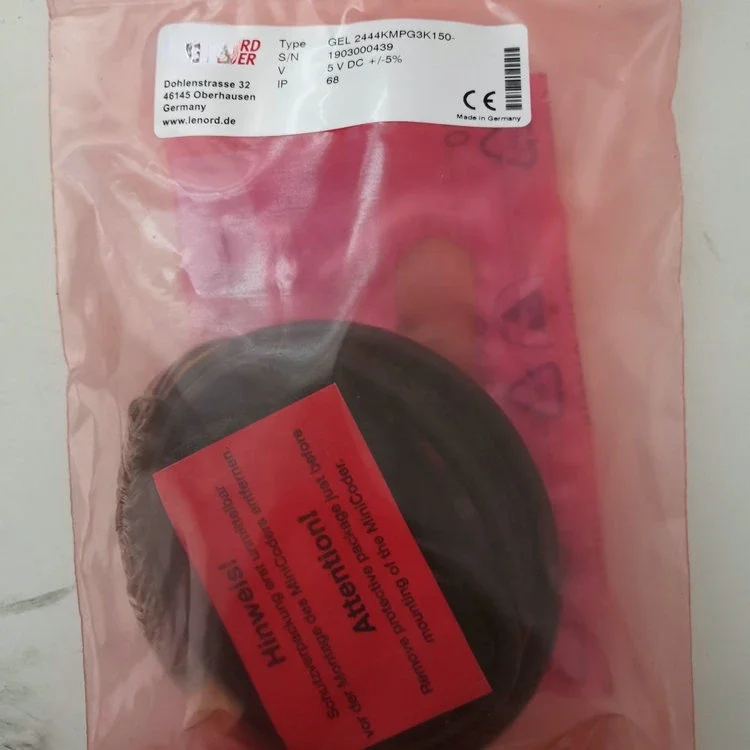 RD
ER
Dohlenstrasse 32
46145 Oberhausen
Germany
www.lenord.de
Type GEL 2444KMPG3K150-
S/N 1903000439
V 5 V DC +/-5%
IP 68
CE
Made in Germany
Hinweis!
Schutzverpackung erst unmittelbar
vor der Montage des MiniCoders entfernen.
Attention!
Remove protective package just before
mounting of the MiniCoder.